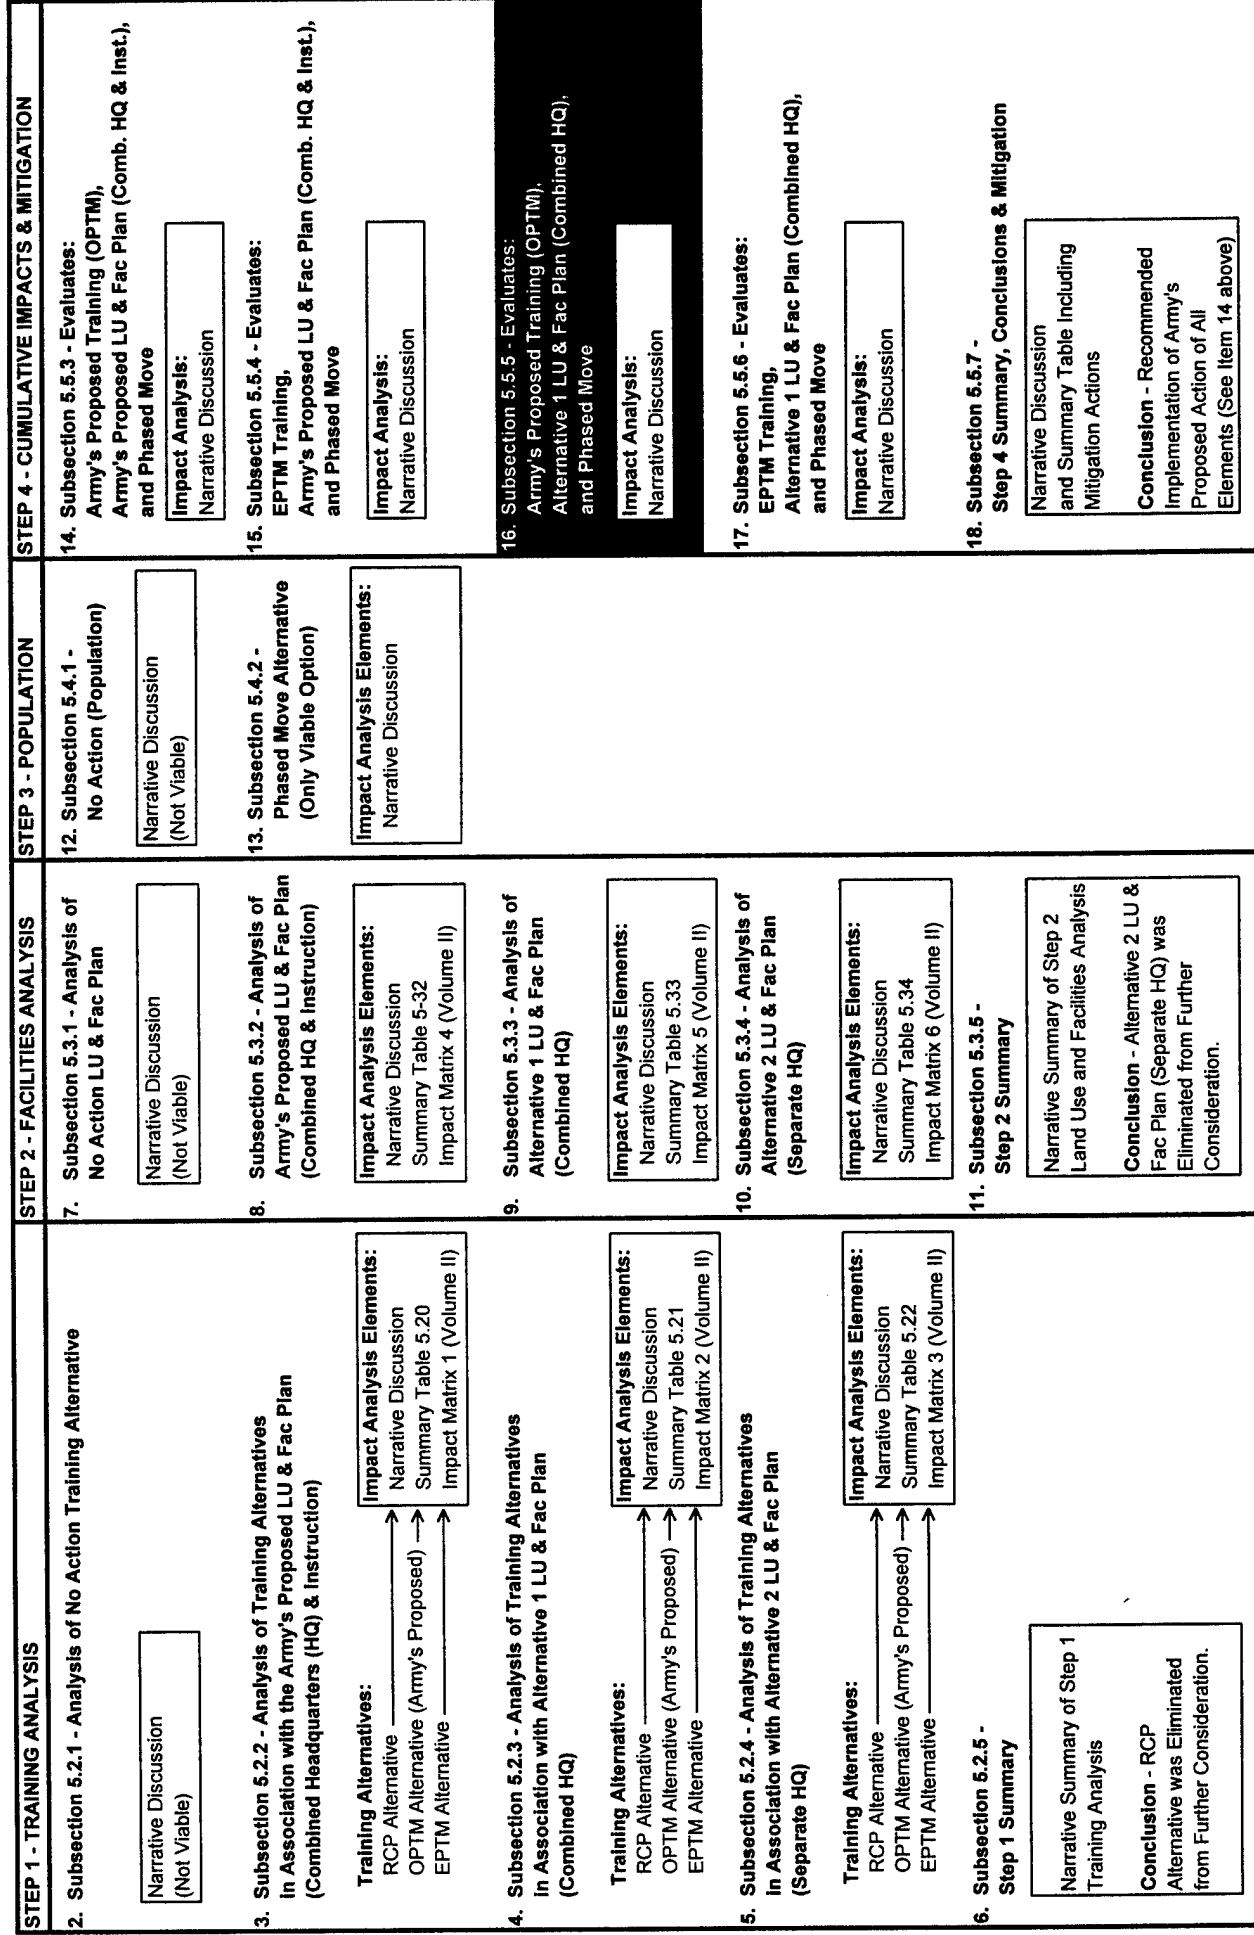 STEP 1 - TRAINING ANALYSIS
2. Subsection 5.2.1 - Analysis of No Action Training Alternative
Narrative Discussion
(Not Viable)
3. Subsection 5.2.2 - Analysis of Training Alternatives
In Association with the Army's Proposed LU & Fac Plan
(Combined Headquarters (HQ) & Instruction)
Training Alternatives:
RCP Alternative
OPTM Alternative (Army's Proposed)
EPTM Alternative
Impact Analysis Elements:
Narrative Discussion
Summary Table 5.20
Impact Matrix 1 (Volume II)
4. Subsection 5.2.3 - Analysis of Training Alternatives
in Association with Alternative 1 LU & Fac Plan
(Combined HQ)
Training Alternatives:
RCP Alternative
OPTM Alternative (Army's Proposed)
EPTM Alternative
Impact Analysis Elements:
Narrative Discussion
Summary Table 5.21
Impact Matrix 2 (Volume II)
5. Subsection 5.2.4 - Analysis of Training Alternatives
in Association with Alternative 2 LU & Fac Plan
(Separate HQ)
Training Alternatives:
RCP Alternative
OPTM Alternative (Army's Proposed)
EPTM Alternative
Impact Analysis Elements:
Narrative Discussion
Summary Table 5.22
Impact Matrix 3 (Volume II)
6. Subsection 5.2.5 -
Step 1 Summary
Narrative Summary of Step 1
Training Analysis
Conclusion - RCP
Alternative was Eliminated
from Further Consideration.
STEP 2 - FACILITIES ANALYSIS
7. Subsection 5.3.1 - Analysis of
No Action LU & Fac Plan
Narrative Discussion
(Not Viable)
8. Subsection 5.3.2 - Analysis of
Army's Proposed LU & Fac Plan
(Combined HQ & Instruction)
Impact Analysis Elements:
Narrative Discussion
Summary Table 5-32
Impact Matrix 4 (Volume II)
9. Subsection 5.3.3 - Analysis of
Alternative 1 LU & Fac Plan
(Combined HQ)
Impact Analysis Elements:
Narrative Discussion
Summary Table 5.33
Impact Matrix 5 (Volume II)
10. Subsection 5.3.4 - Analysis of
Alternative 2 LU & Fac Plan
(Separate HQ)
Impact Analysis Elements:
Narrative Discussion
Summary Table 5.34
Impact Matrix 6 (Volume II)
11. Subsection 5.3.5 -
Step 2 Summary
Narrative Summary of Step 2
Land Use and Facilities Analysis
Conclusion - Alternative 2 LU &
Fac Plan (Separate HQ) was
Eliminated from Further
Consideration.
STEP 3 - POPULATION
12. Subsection 5.4.1 -
No Action (Population)
Narrative Discussion
(Not Viable)
13. Subsection 5.4.2 -
Phased Move Alternative
(Only Viable Option)
Impact Analysis Elements:
Narrative Discussion
STEP 4 - CUMULATIVE IMPACTS & MITIGATION
14. Subsection 5.5.3 - Evaluates:
Army's Proposed Training (OPTM),
Army's Proposed LU & Fac Plan (Comb. HQ & Inst.),
and Phased Move
Impact Analysis:
Narrative Discussion
15. Subsection 5.5.4 - Evaluates:
EPTM Training,
Army's Proposed LU & Fac Plan (Comb. HQ & Inst.),
and Phased Move
Impact Analysis:
Narrative Discussion
16. Subsection 5.5.5 - Evaluates:
Army's Proposed Training (OPTM),
Alternative 1 LU & Fac Plan (Combined HQ),
and Phased Move
Impact Analysis:
Narrative Discussion
17. Subsection 5.5.6 - Evaluates:
EPTM Training,
Alternative 1 LU & Fac Plan (Combined HQ),
and Phased Move
Impact Analysis:
Narrative Discussion
18. Subsection 5.5.7 -
Step 4 Summary, Conclusions & Mitigation
Narrative Discussion
and Summary Table Including
Mitigation Actions
Conclusion - Recommended
Implementation of Army's
Proposed Action of All
Elements (See Item 14 above)